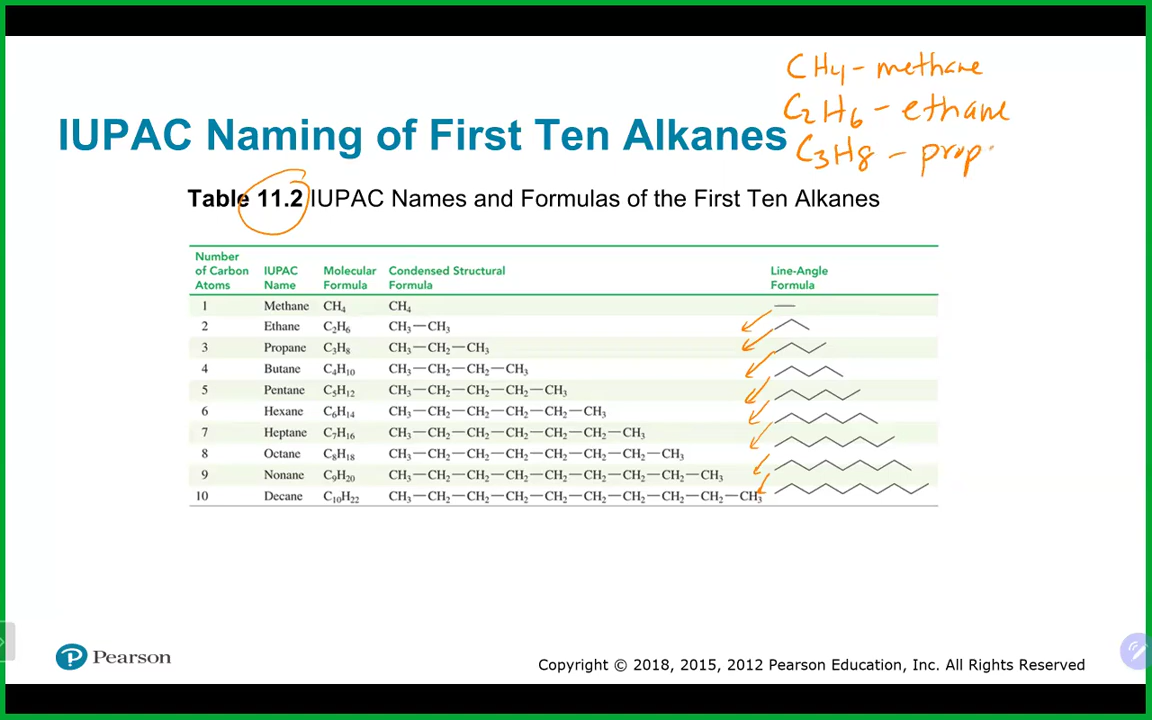 CH4 - methane
C2H6 - ethane
C3H8 - prop
IUPAC Naming of First Ten Alkanes
Table 11.2 IUPAC Names and Formulas of the First Ten Alkanes
Number of Carbon Atoms IUPAC Name Molecular Formula Condensed Structural Formula Line-Angle Formula
1 Methane CH₄ CH₄
2 Ethane C₂H₆ CH₃—CH₃
3 Propane C₃H₈ CH₃—CH₂—CH₃
4 Butane C₄H₁₀ CH₃—CH₂—CH₂—CH₃
5 Pentane C₅H₁₂ CH₃—CH₂—CH₂—CH₂—CH₃
6 Hexane C₆H₁₄ CH₃—CH₂—CH₂—CH₂—CH₂—CH₃
7 Heptane C₇H₁₆ CH₃—CH₂—CH₂—CH₂—CH₂—CH₂—CH₃
8 Octane C₈H₁₈ CH₃—CH₂—CH₂—CH₂—CH₂—CH₂—CH₂—CH₃
9 Nonane C₉H₂₀ CH₃—CH₂—CH₂—CH₂—CH₂—CH₂—CH₂—CH₂—CH₃
10 Decane C₁₀H₂₂ CH₃—CH₂—CH₂—CH₂—CH₂—CH₂—CH₂—CH₂—CH₂—CH₃
P Pearson
Copyright © 2018, 2015, 2012 Pearson Education, Inc. All Rights Reserved